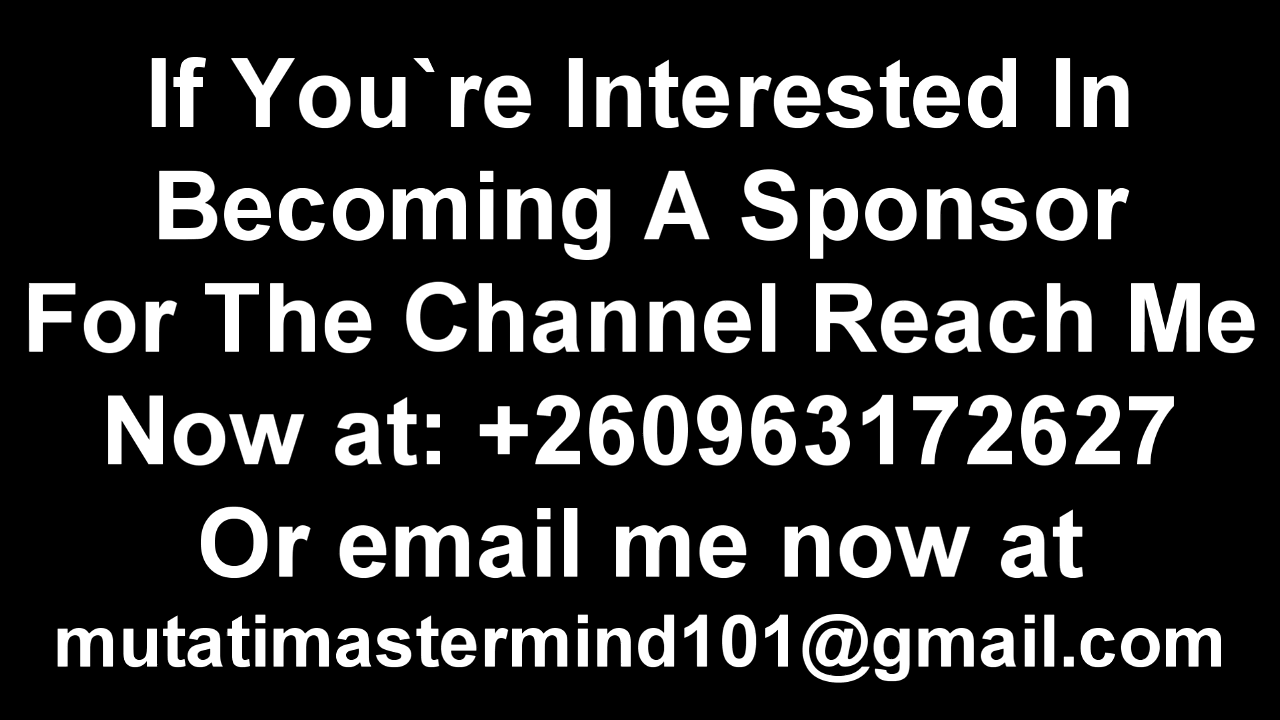 If You`re Interested In
Becoming A Sponsor
For The Channel Reach Me
Now at: +260963172627
Or email me now at
mutatimastermind101@gmail.com